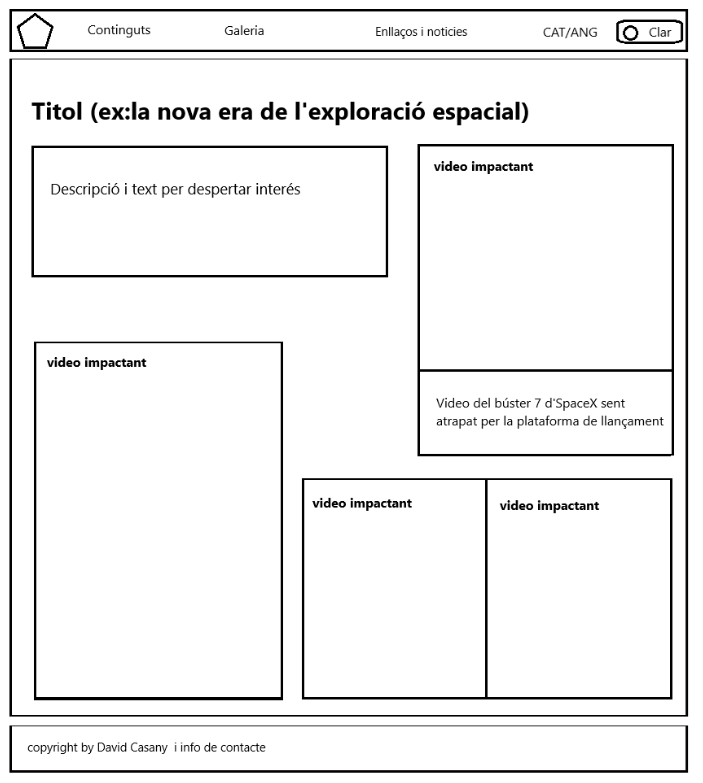 Continguts
Galeria
Enllaços i noticies
CAT/ANG
Clar
Titol (ex:la nova era de l'exploració espacial)
Descripció i text per despertar interés
video impactant
Video del búster 7 d'SpaceX sent
atrapat per la plataforma de llançament
video impactant
video impactant
video impactant
copyright by David Casany i info de contacte